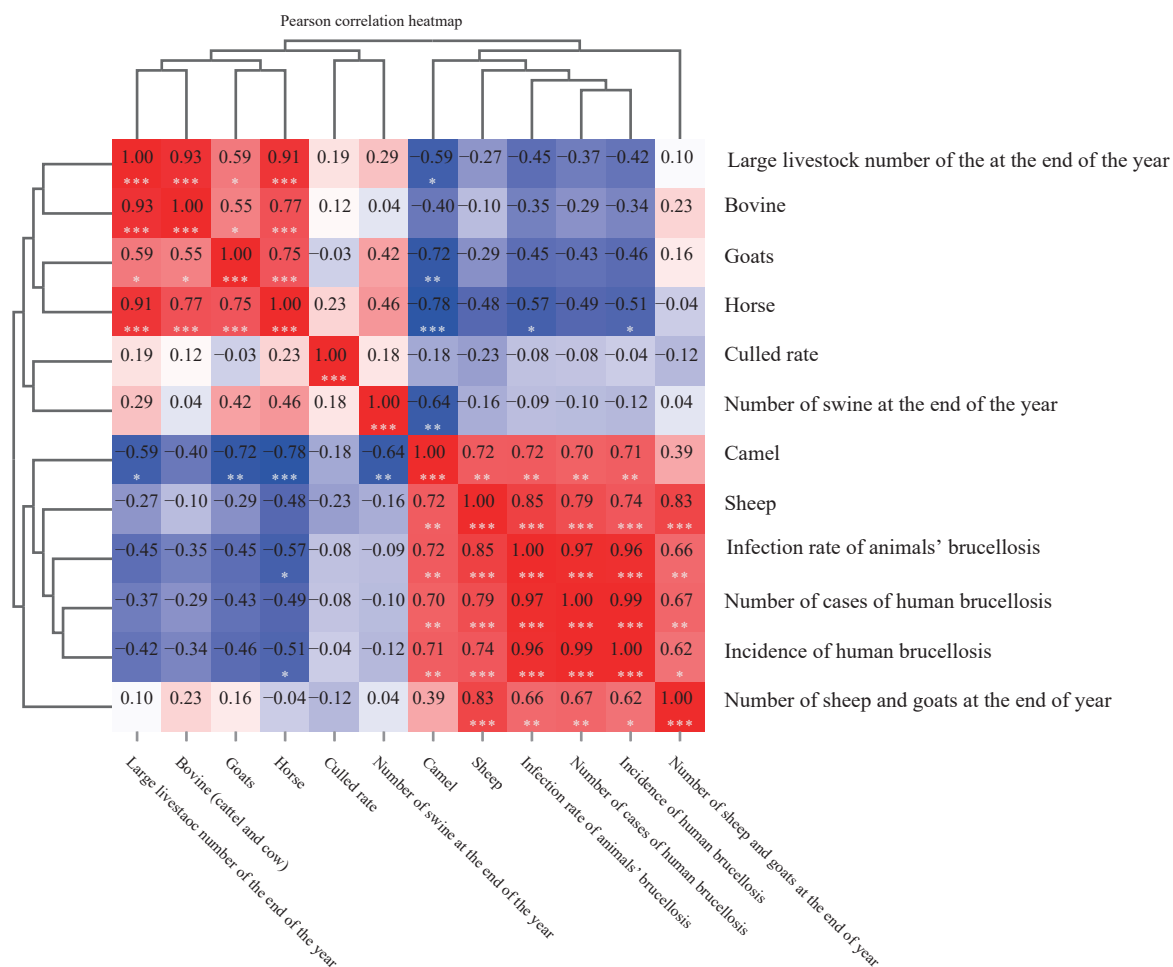 Pearson correlation heatmap
1.00 0.93 0.59 0.91 0.19 0.29 −0.59 −0.27 −0.45 −0.37 −0.42 0.10 Large livestock number of the at the end of the year
*** *** * *** *
0.93 1.00 0.55 0.77 0.12 0.04 −0.40 −0.10 −0.35 −0.29 −0.34 0.23 Bovine
*** *** * ***
0.59 0.55 1.00 0.75 −0.03 0.42 −0.72 −0.29 −0.45 −0.43 −0.46 0.16 Goats
* * *** *** **
0.91 0.77 0.75 1.00 0.23 0.46 −0.78 −0.48 −0.57 −0.49 −0.51 −0.04 Horse
*** *** *** *** *** * *
0.19 0.12 −0.03 0.23 1.00 0.18 −0.18 −0.23 −0.08 −0.08 −0.04 −0.12 Culled rate
***
0.29 0.04 0.42 0.46 0.18 1.00 −0.64 −0.16 −0.09 −0.10 −0.12 0.04 Number of swine at the end of the year
*** **
−0.59 −0.40 −0.72 −0.78 −0.18 −0.64 1.00 0.72 0.72 0.70 0.71 0.39 Camel
* ** *** ** *** ** ** ** **
−0.27 −0.10 −0.29 −0.48 −0.23 −0.16 0.72 1.00 0.85 0.79 0.74 0.83 Sheep
** *** *** *** *** ***
−0.45 −0.35 −0.45 −0.57 −0.08 −0.09 0.72 0.85 1.00 0.97 0.96 0.66 Infection rate of animals’ brucellosis
* ** *** *** *** *** **
−0.37 −0.29 −0.43 −0.49 −0.08 −0.10 0.70 0.79 0.97 1.00 0.99 0.67 Number of cases of human brucellosis
** *** *** *** *** **
−0.42 −0.34 −0.46 −0.51 −0.04 −0.12 0.71 0.74 0.96 0.99 1.00 0.62 Incidence of human brucellosis
* ** *** *** *** *** *
0.10 0.23 0.16 −0.04 −0.12 0.04 0.39 0.83 0.66 0.67 0.62 1.00 Number of sheep and goats at the end of year
*** ** ** * ***
Large livestaoc number of the end of the year
Bovine (cattel and cow)
Goats
Horse
Culled rate
Number of swine at the end of the year
Camel
Sheep
Infection rate of animals’ brucellosis
Number of cases of human brucellosis
Incidence of human brucellosis
Number of sheep and goats at the end of year